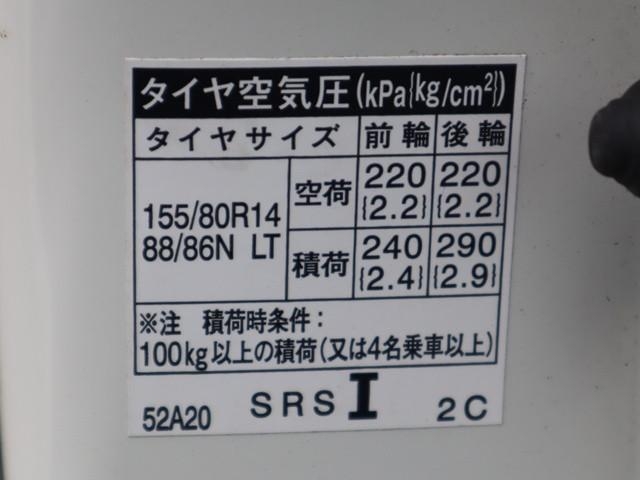 タイヤ空気圧(kPa{kg/cm²})
タイヤサイズ 前輪 後輪
155/80R14
88/86N LT
空荷 220 220
{2.2} {2.2}
積荷 240 290
{2.4} {2.9}
※注 積荷時条件:
100kg以上の積荷(又は4名乗車以上)
52A20 SRS I 2C